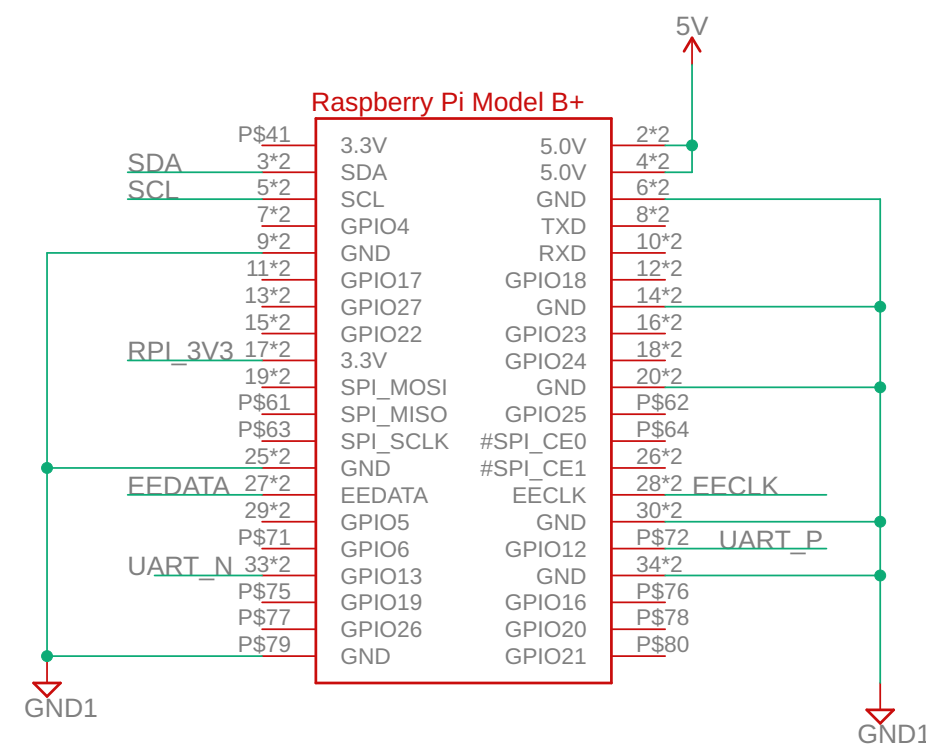 5V
Raspberry Pi Model B+
P$41 3.3V 5.0V 2*2
SDA 3*2 SDA 5.0V 4*2
SCL 5*2 SCL GND 6*2
7*2 GPIO4 TXD 8*2
9*2 GND RXD 10*2
11*2 GPIO17 GPIO18 12*2
13*2 GPIO27 GND 14*2
15*2 GPIO22 GPIO23 16*2
RPI_3V3 17*2 3.3V GPIO24 18*2
19*2 SPI_MOSI GND 20*2
P$61 SPI_MISO GPIO25 P$62
P$63 SPI_SCLK #SPI_CE0 P$64
25*2 GND #SPI_CE1 26*2
EEDATA 27*2 EEDATA EECLK 28*2 EECLK
29*2 GPIO5 GND 30*2
P$71 GPIO6 GPIO12 P$72 UART_P
UART_N 33*2 GPIO13 GND 34*2
P$75 GPIO19 GPIO16 P$76
P$77 GPIO26 GPIO20 P$78
P$79 GND GPIO21 P$80
GND1
GND1